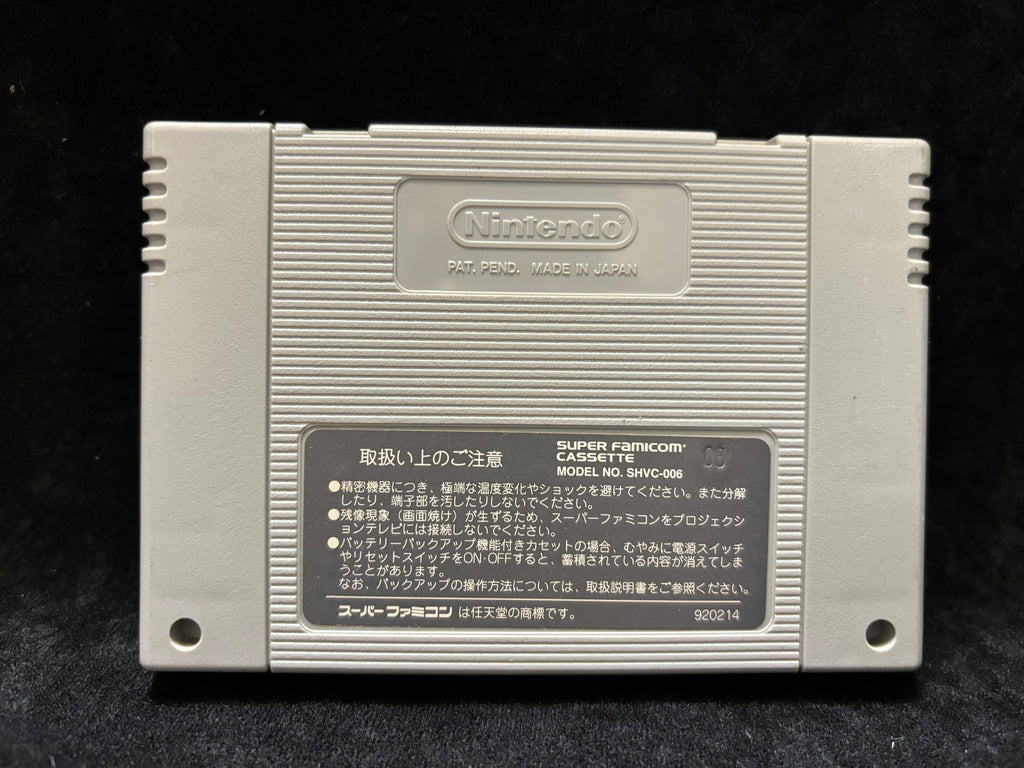 Nintendo®
PAT. PEND. MADE IN JAPAN
取扱い上のご注意
SUPER FAMICOM®
CASSETTE
MODEL NO. SHVC-006
●精密機器につき、極端な温度変化やショックを避けてください。また分解
したり、端子部を汚したりしないでください。
●残像現象（画面焼け）が生ずるため、スーパーファミコンをプロジェクシ
ョンテレビには接続しないでください。
●バッテリーバックアップ機能付きカセットの場合、むやみに電源スイッチ
やリセットスイッチをON・OFFすると、蓄積されている内容が消えてしま
うことがあります。
なお、バックアップの操作方法については、取扱説明書をご参照ください。
スーパーファミコン は任天堂の商標です。
920214